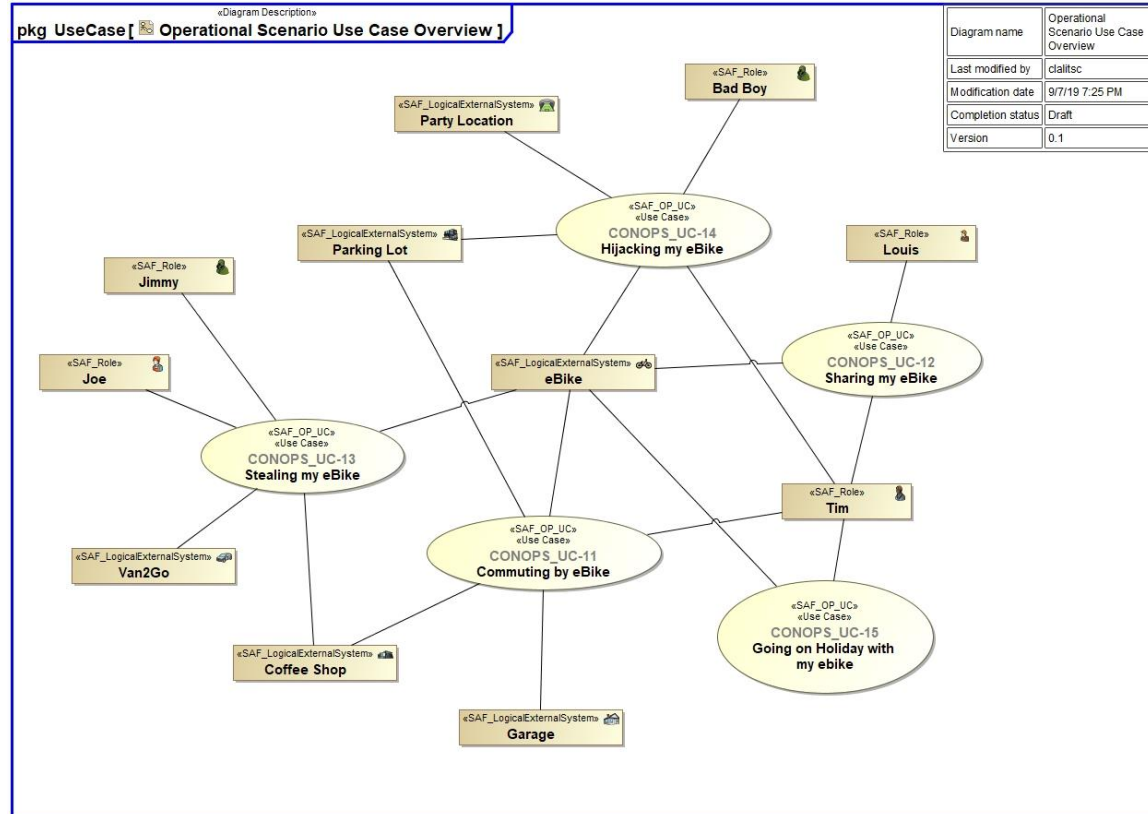 «Diagram Description»
pkg UseCase[ Operational Scenario Use Case Overview ]
Diagram name
Operational
Scenario Use Case
Overview
Last modified by
clalitsc
Modification date
9/7/19 7:25 PM
Completion status
Draft
Version
0.1
«SAF_Role»
Bad Boy
«SAF_LogicalExternalSystem»
Party Location
«SAF_OP_UC»
«Use Case»
CONOPS_UC-14
Hijacking my eBike
«SAF_LogicalExternalSystem»
Parking Lot
«SAF_Role»
Louis
«SAF_Role»
Jimmy
«SAF_OP_UC»
«Use Case»
CONOPS_UC-12
Sharing my eBike
«SAF_Role»
Joe
«SAF_LogicalExternalSystem»
eBike
«SAF_OP_UC»
«Use Case»
CONOPS_UC-13
Stealing my eBike
«SAF_Role»
Tim
«SAF_OP_UC»
«Use Case»
CONOPS_UC-11
Commuting by eBike
«SAF_LogicalExternalSystem»
Van2Go
«SAF_OP_UC»
«Use Case»
CONOPS_UC-15
Going on Holiday with
my ebike
«SAF_LogicalExternalSystem»
Coffee Shop
«SAF_LogicalExternalSystem»
Garage